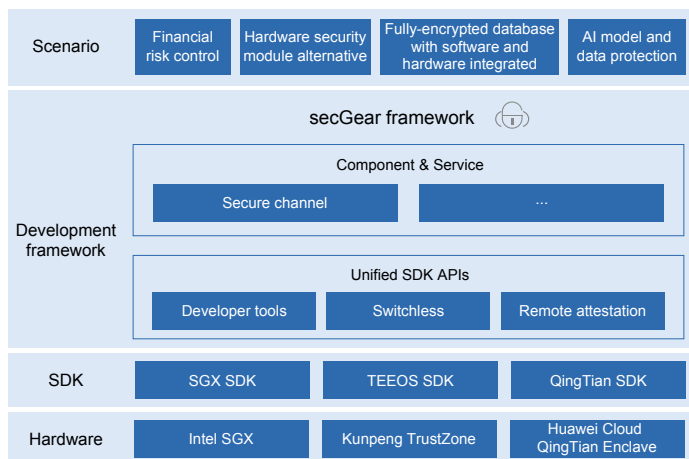 Scenario
Financial
risk control
Hardware security
module alternative
Fully-encrypted database
with software and
hardware integrated
AI model and
data protection
Development
framework
secGear framework
Component & Service
Secure channel
...
Unified SDK APIs
Developer tools
Switchless
Remote attestation
SDK
SGX SDK
TEEOS SDK
QingTian SDK
Hardware
Intel SGX
Kunpeng TrustZone
Huawei Cloud
QingTian Enclave